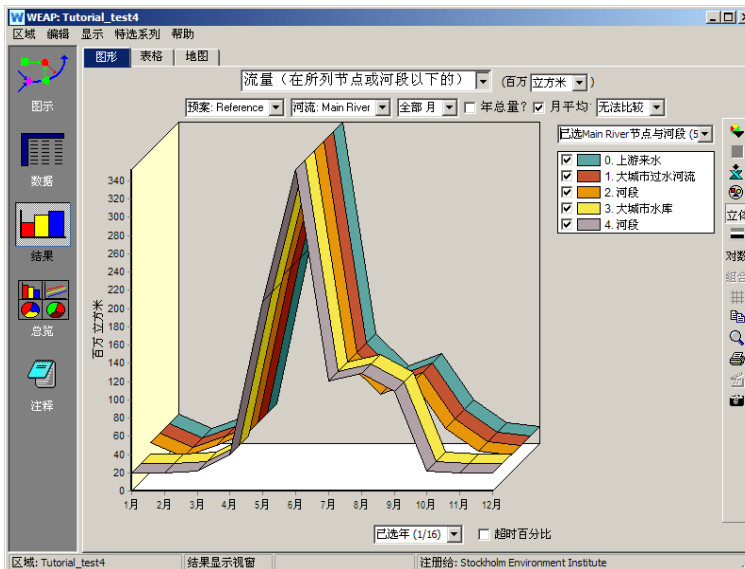 WEAP: Tutorial_test4
区域 编辑 显示 特选系列 帮助
图形 表格 地图
流量（在所列节点或河段以下的） (百万 立方米 )
预案: Reference 河流: Main River 全部 月 年总量? 月平均 无法比较
已选Main River节点与河段 (5
0. 上游来水
1. 大城市过水河流
2. 河段
3. 大城市水库
4. 河段
图示
数据
结果
总览
注释
立体
对数
组合
百万 立方米
340
320
300
280
260
240
220
200
180
160
140
120
100
80
60
40
20
0
1月 2月 3月 4月 5月 6月 7月 8月 9月 10月 11月 12月
已选年 (1/16) 超时百分比
区域: Tutorial_test4 结果显示视窗 注册给: Stockholm Environment Institute